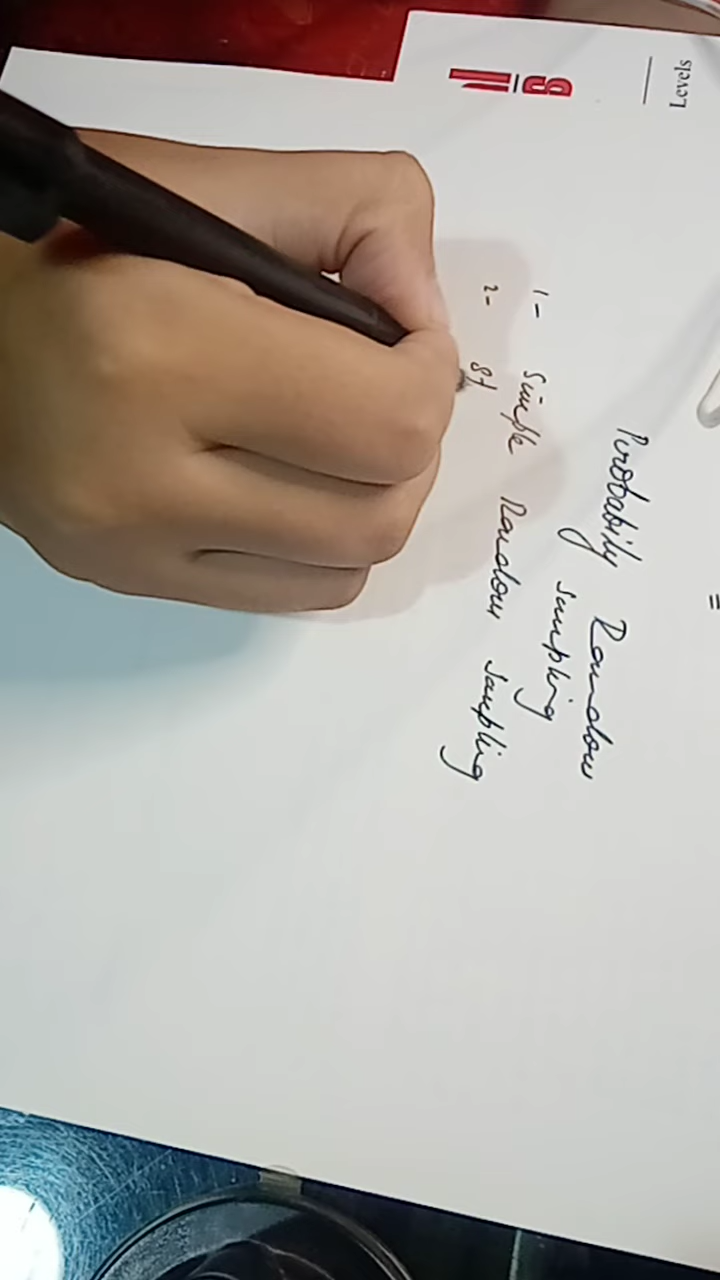 Levels
=
Probability Random
sampling
1- Simple Random sampling
2- St